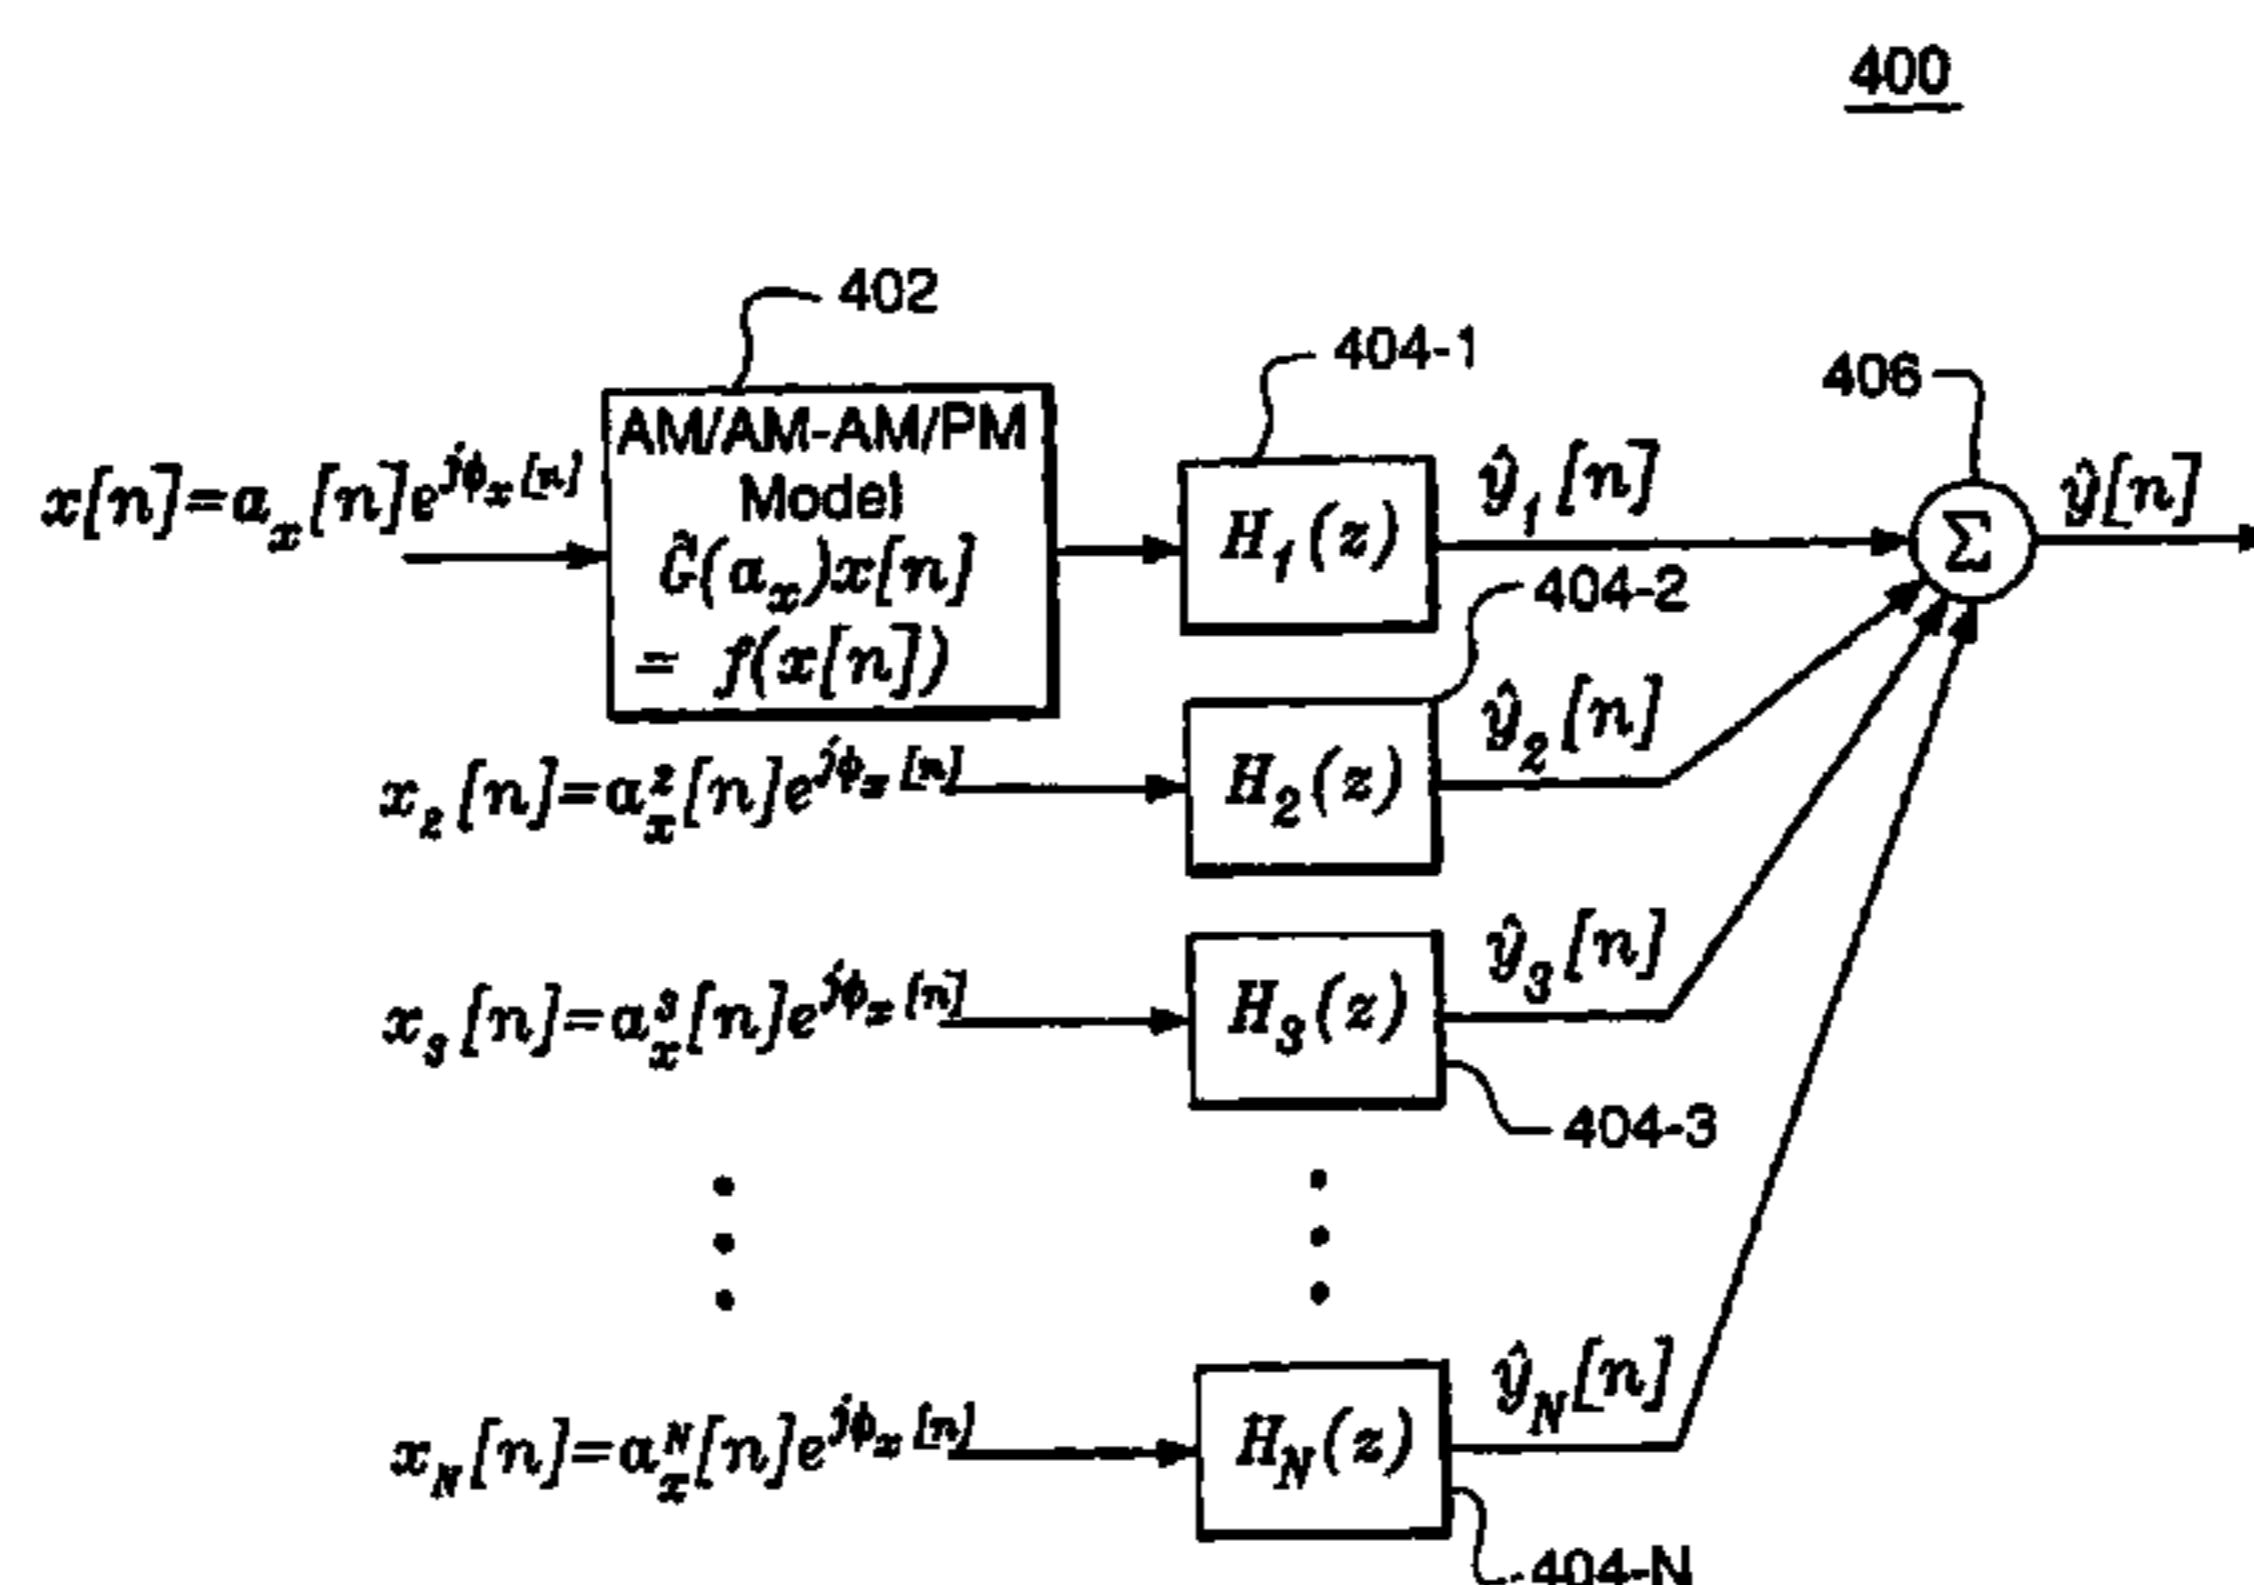 400
402
404-1
406
x[n]=a_x[n]e^{jϕ_x[n]}
AM/AM-AM/PM
Model
G̃(a_x)x[n]
= f(x[n])
H_1(z)
ŷ_1[n]
Σ
ŷ[n]
404-2
x_2[n]=a_x^2[n]e^{jϕ_x[n]}
H_2(z)
ŷ_2[n]
x_3[n]=a_x^3[n]e^{jϕ_x[n]}
H_3(z)
ŷ_3[n]
404-3
x_N[n]=a_x^N[n]e^{jϕ_x[n]}
H_N(z)
ŷ_N[n]
404-N